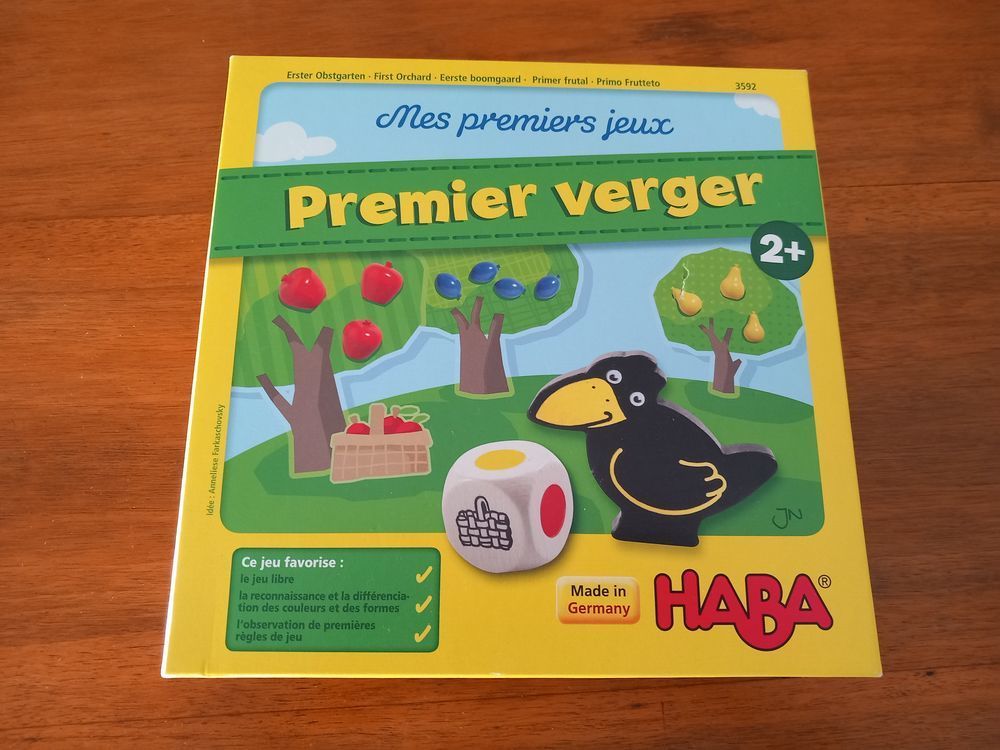 Erster Obstgarten · First Orchard · Eerste boomgaard · Primer frutal · Primo Frutteto
3592
Mes premiers jeux
Premier verger
2+
Idée : Anneliese Farkaschovsky
JN
Ce jeu favorise :
le jeu libre
la reconnaissance et la différencia-
tion des couleurs et des formes
l'observation de premières
règles de jeu
Made in
Germany
HABA®